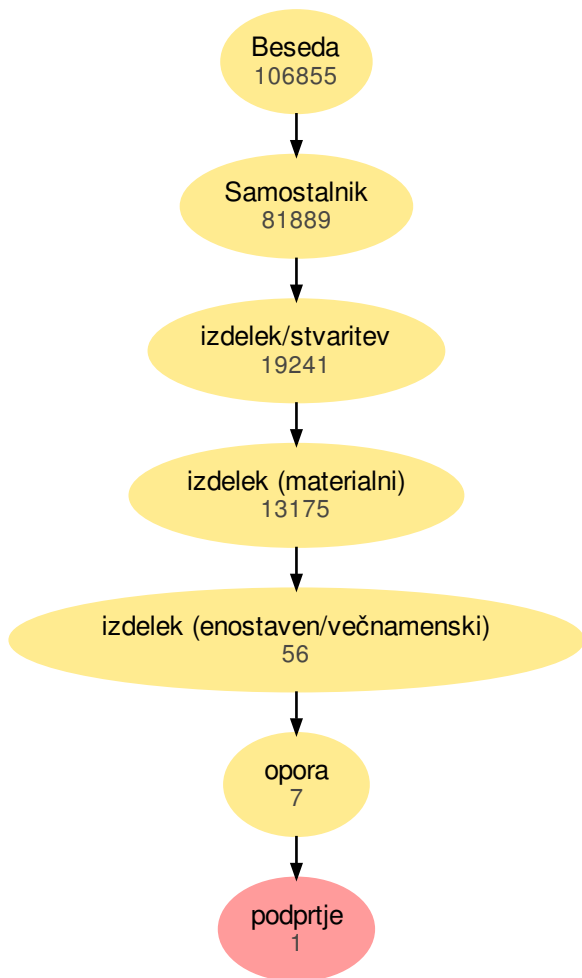 Beseda
106855
Samostalnik
81889
izdelek/stvaritev
19241
izdelek (materialni)
13175
izdelek (enostaven/večnamenski)
56
opora
7
podprtje
1